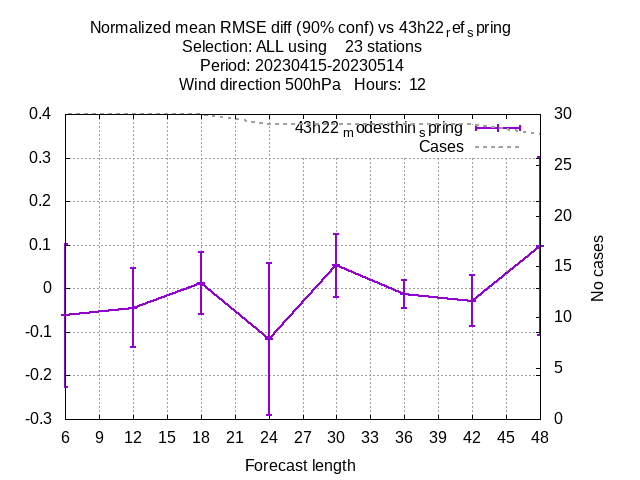 Normalized mean RMSE diff (90% conf) vs 43h22refspring
Selection: ALL using 23 stations
Period: 20230415-20230514
Wind direction 500hPa Hours: 12
0.4 30
43h22modesthinspring
Cases
0.3 25
0.2 20
0.1 15
0 10
-0.1 5
-0.2 0
-0.3
6 9 12 15 18 21 24 27 30 33 36 39 42 45 48
No cases
Forecast length